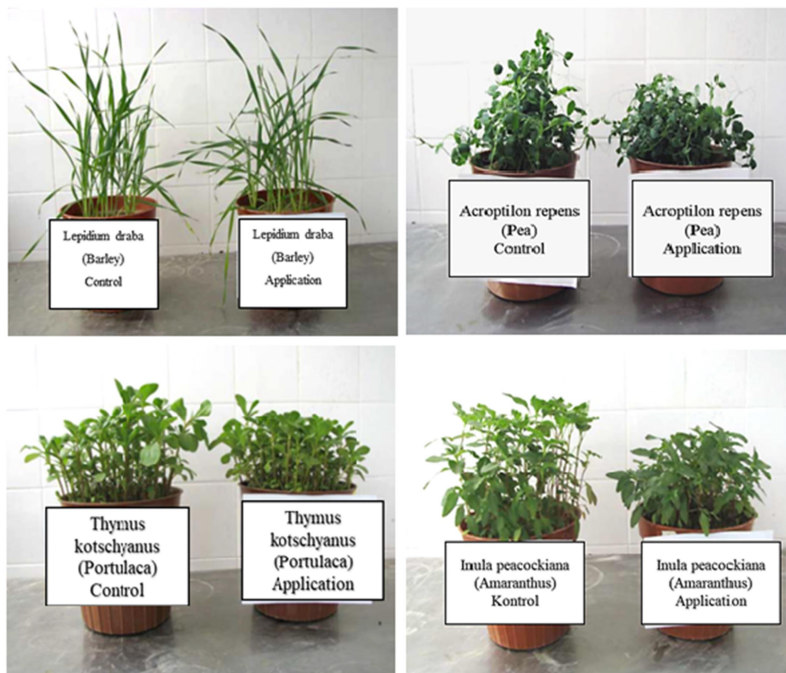 Lepidium draba
(Barley)
Control
Lepidium draba
(Barley)
Application
Acroptilon repens
(Pea)
Control
Acroptilon repens
(Pea)
Application
Thymus
kotschyanus
(Portulaca)
Control
Thymus
kotschyanus
(Portulaca)
Application
Inula peacockiana
(Amaranthus)
Kontrol
Inula peacockiana
(Amaranthus)
Application